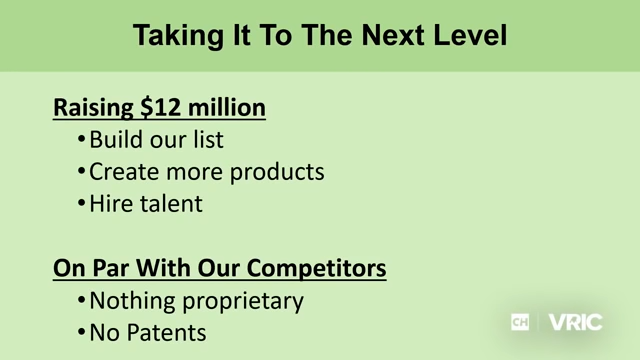 Taking It To The Next Level
Raising $12 million
•Build our list
•Create more products
•Hire talent
On Par With Our Competitors
•Nothing proprietary
•No Patents
CH | VRIC